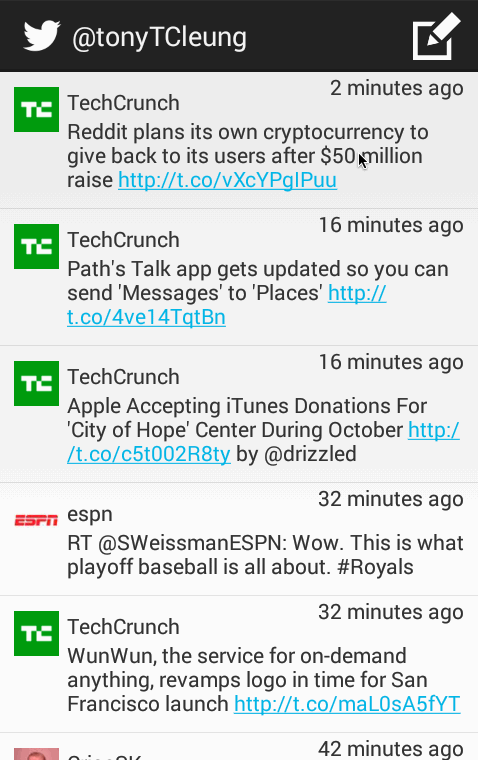 @tonyTCleung
2 minutes ago
TechCrunch
Reddit plans its own cryptocurrency to
give back to its users after $50 million
raise http://t.co/vXcYPgIPuu
16 minutes ago
TechCrunch
Path's Talk app gets updated so you can
send 'Messages' to 'Places' http://
t.co/4ve14TqtBn
16 minutes ago
TechCrunch
Apple Accepting iTunes Donations For
'City of Hope' Center During October http:/
/t.co/c5t002R8ty by @drizzled
32 minutes ago
ESPN
espn
RT @SWeissmanESPN: Wow. This is what
playoff baseball is all about. #Royals
32 minutes ago
TechCrunch
WunWun, the service for on-demand
anything, revamps logo in time for San
Francisco launch http://t.co/maL0sA5fYT
42 minutes ago